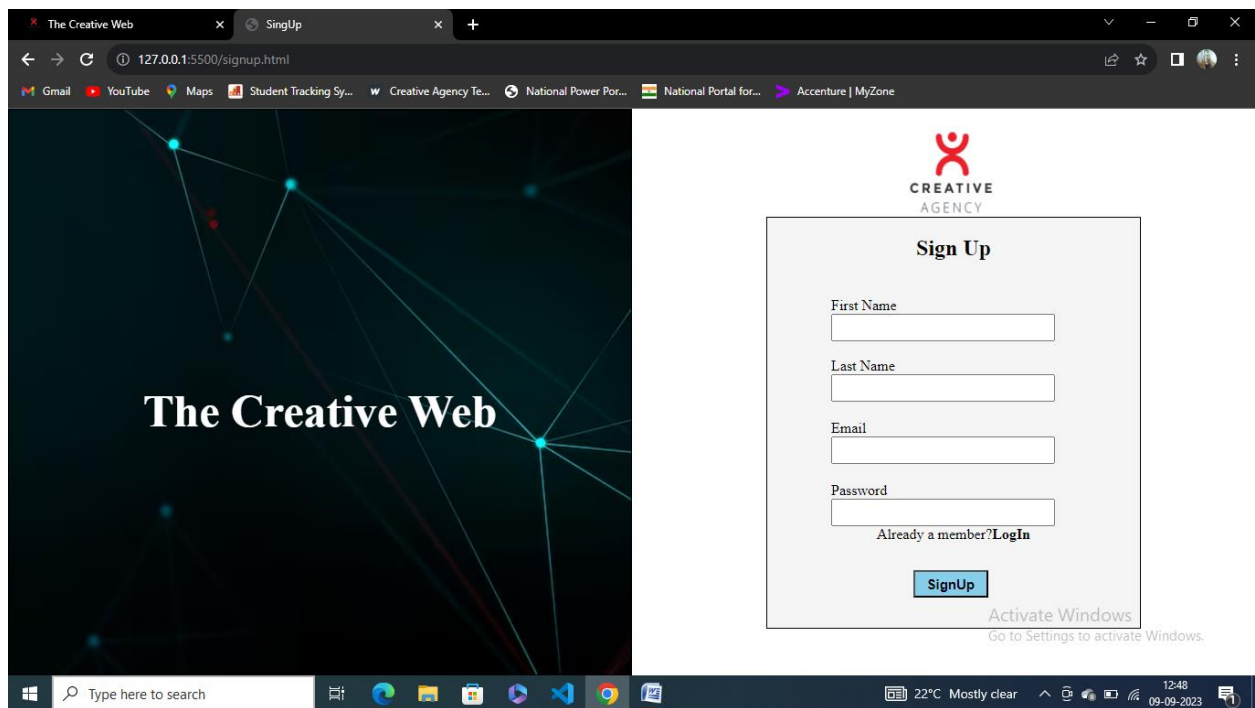 The Creative Web
SingUp
127.0.0.1:5500/signup.html
Gmail YouTube Maps Student Tracking Sy... Creative Agency Te... National Power Por... National Portal for... Accenture | MyZone
CREATIVE
AGENCY
Sign Up
First Name
Last Name
The Creative Web
Email
Password
Already a member?LogIn
SignUp
Activate Windows
Go to Settings to activate Windows.
Type here to search
22°C Mostly clear
12:48
09-09-2023
1